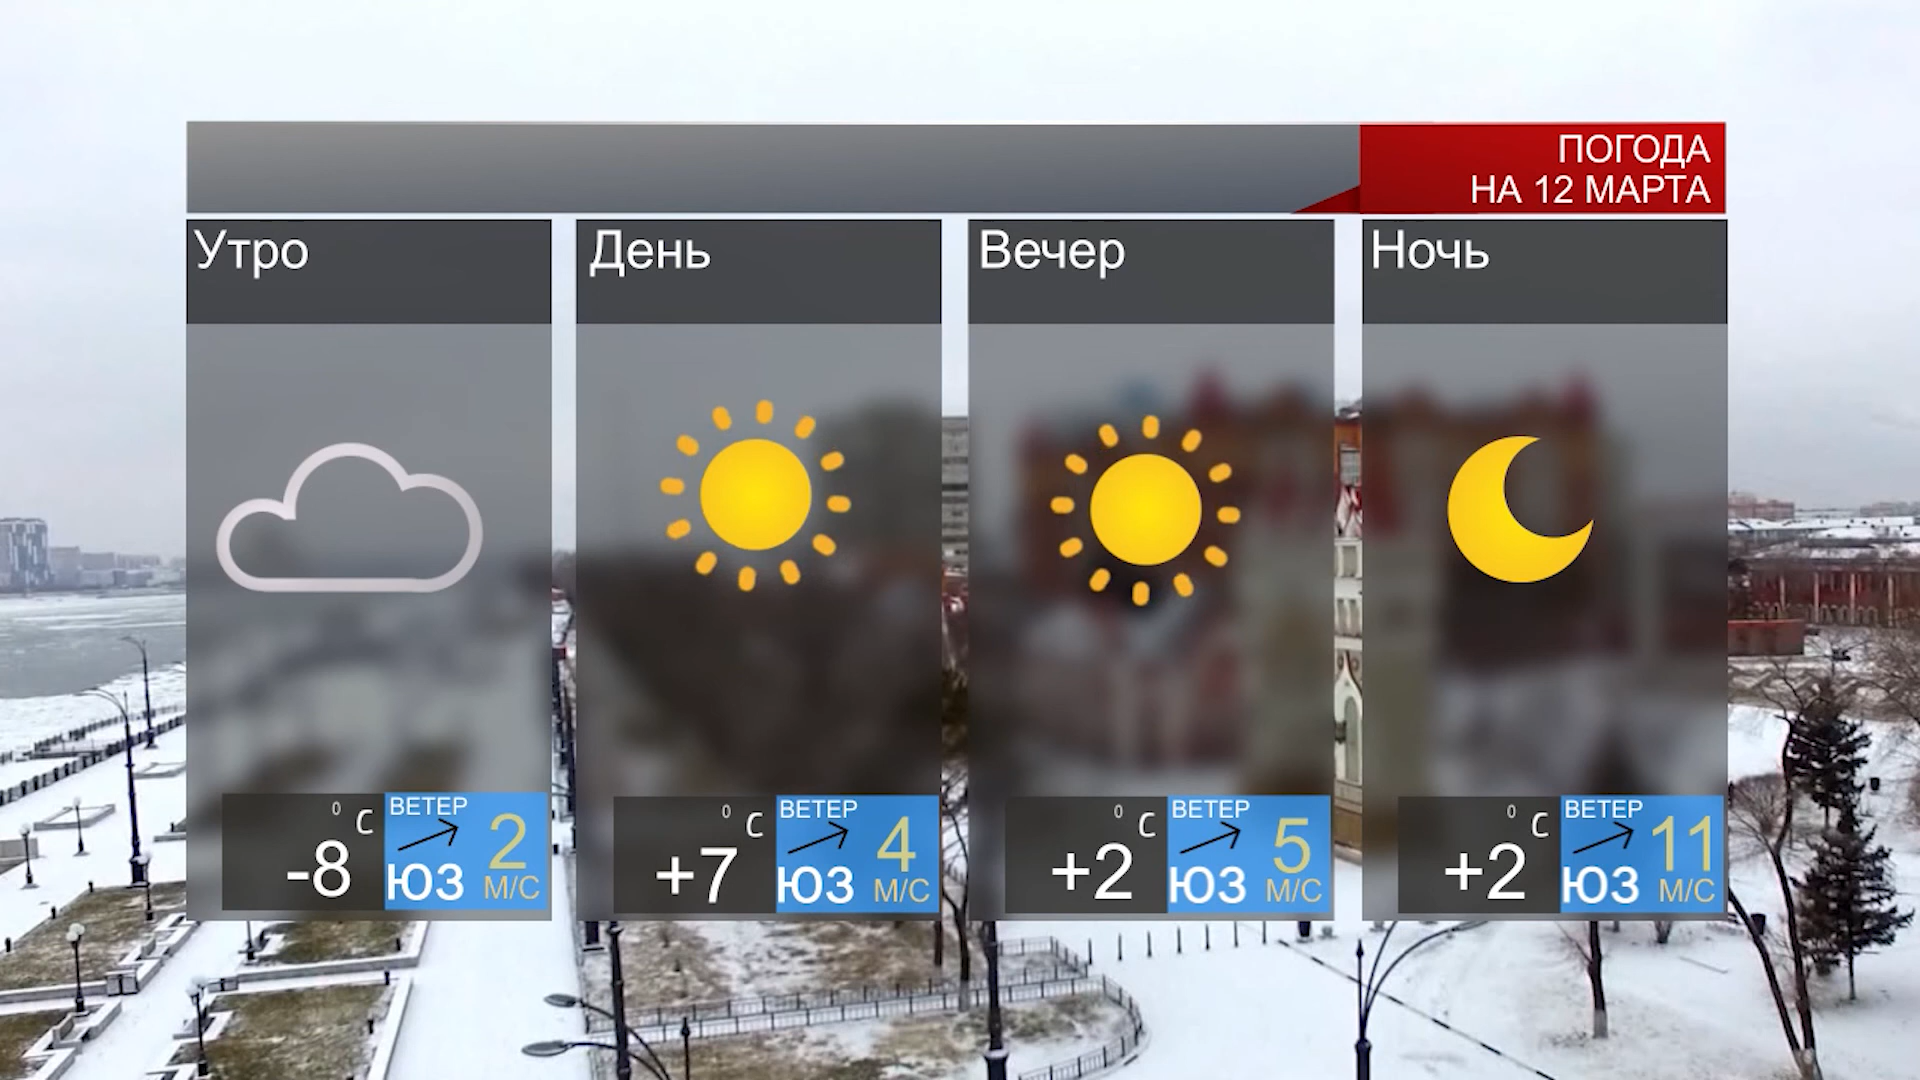 ПОГОДА
НА 12 МАРТА
Утро
День
Вечер
Ночь
0 С
-8
ВЕТЕР
ЮЗ
2
М/С
0 С
+7
ВЕТЕР
ЮЗ
4
М/С
0 С
+2
ВЕТЕР
ЮЗ
5
М/С
0 С
+2
ВЕТЕР
ЮЗ
11
М/С